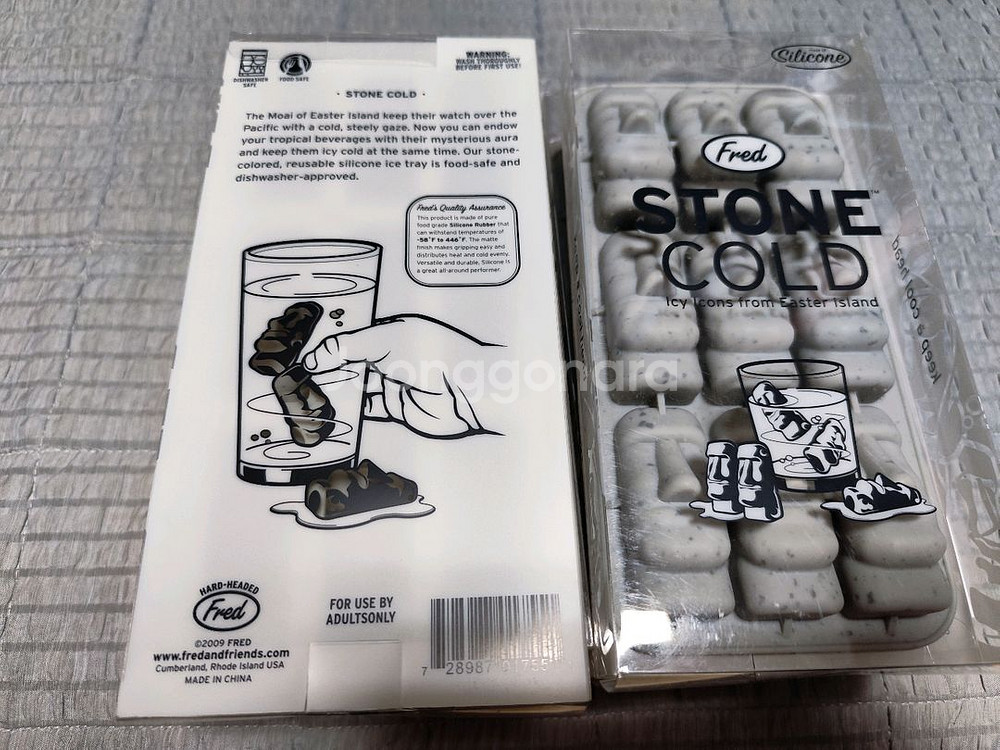 DISHWASHER
SAFE
FOOD SAFE
WARNING:
WASH THOROUGHLY
BEFORE FIRST USE!
· STONE COLD ·
The Moai of Easter Island keep their watch over the
Pacific with a cold, steely gaze. Now you can endow
your tropical beverages with their mysterious aura
and keep them icy cold at the same time. Our stone-
colored, reusable silicone ice tray is food-safe and
dishwasher-approved.
Fred's Quality Assurance
This product is made of pure
food grade Silicone Rubber that
can withstand temperatures of
-58˚F to 446˚F. The matte
finish makes gripping easy and
distributes heat and cold evenly.
Versatile and durable, Silicone is
a great all-around performer.
HARD-HEADED
Fred
©2009 FRED
www.fredandfriends.com
Cumberland, Rhode Island USA
MADE IN CHINA
FOR USE BY
ADULTSONLY
7 28987
Silicone
Fred
STONE™
COLD
Icy Icons from Easter Island
keep a cool head
joonggonara